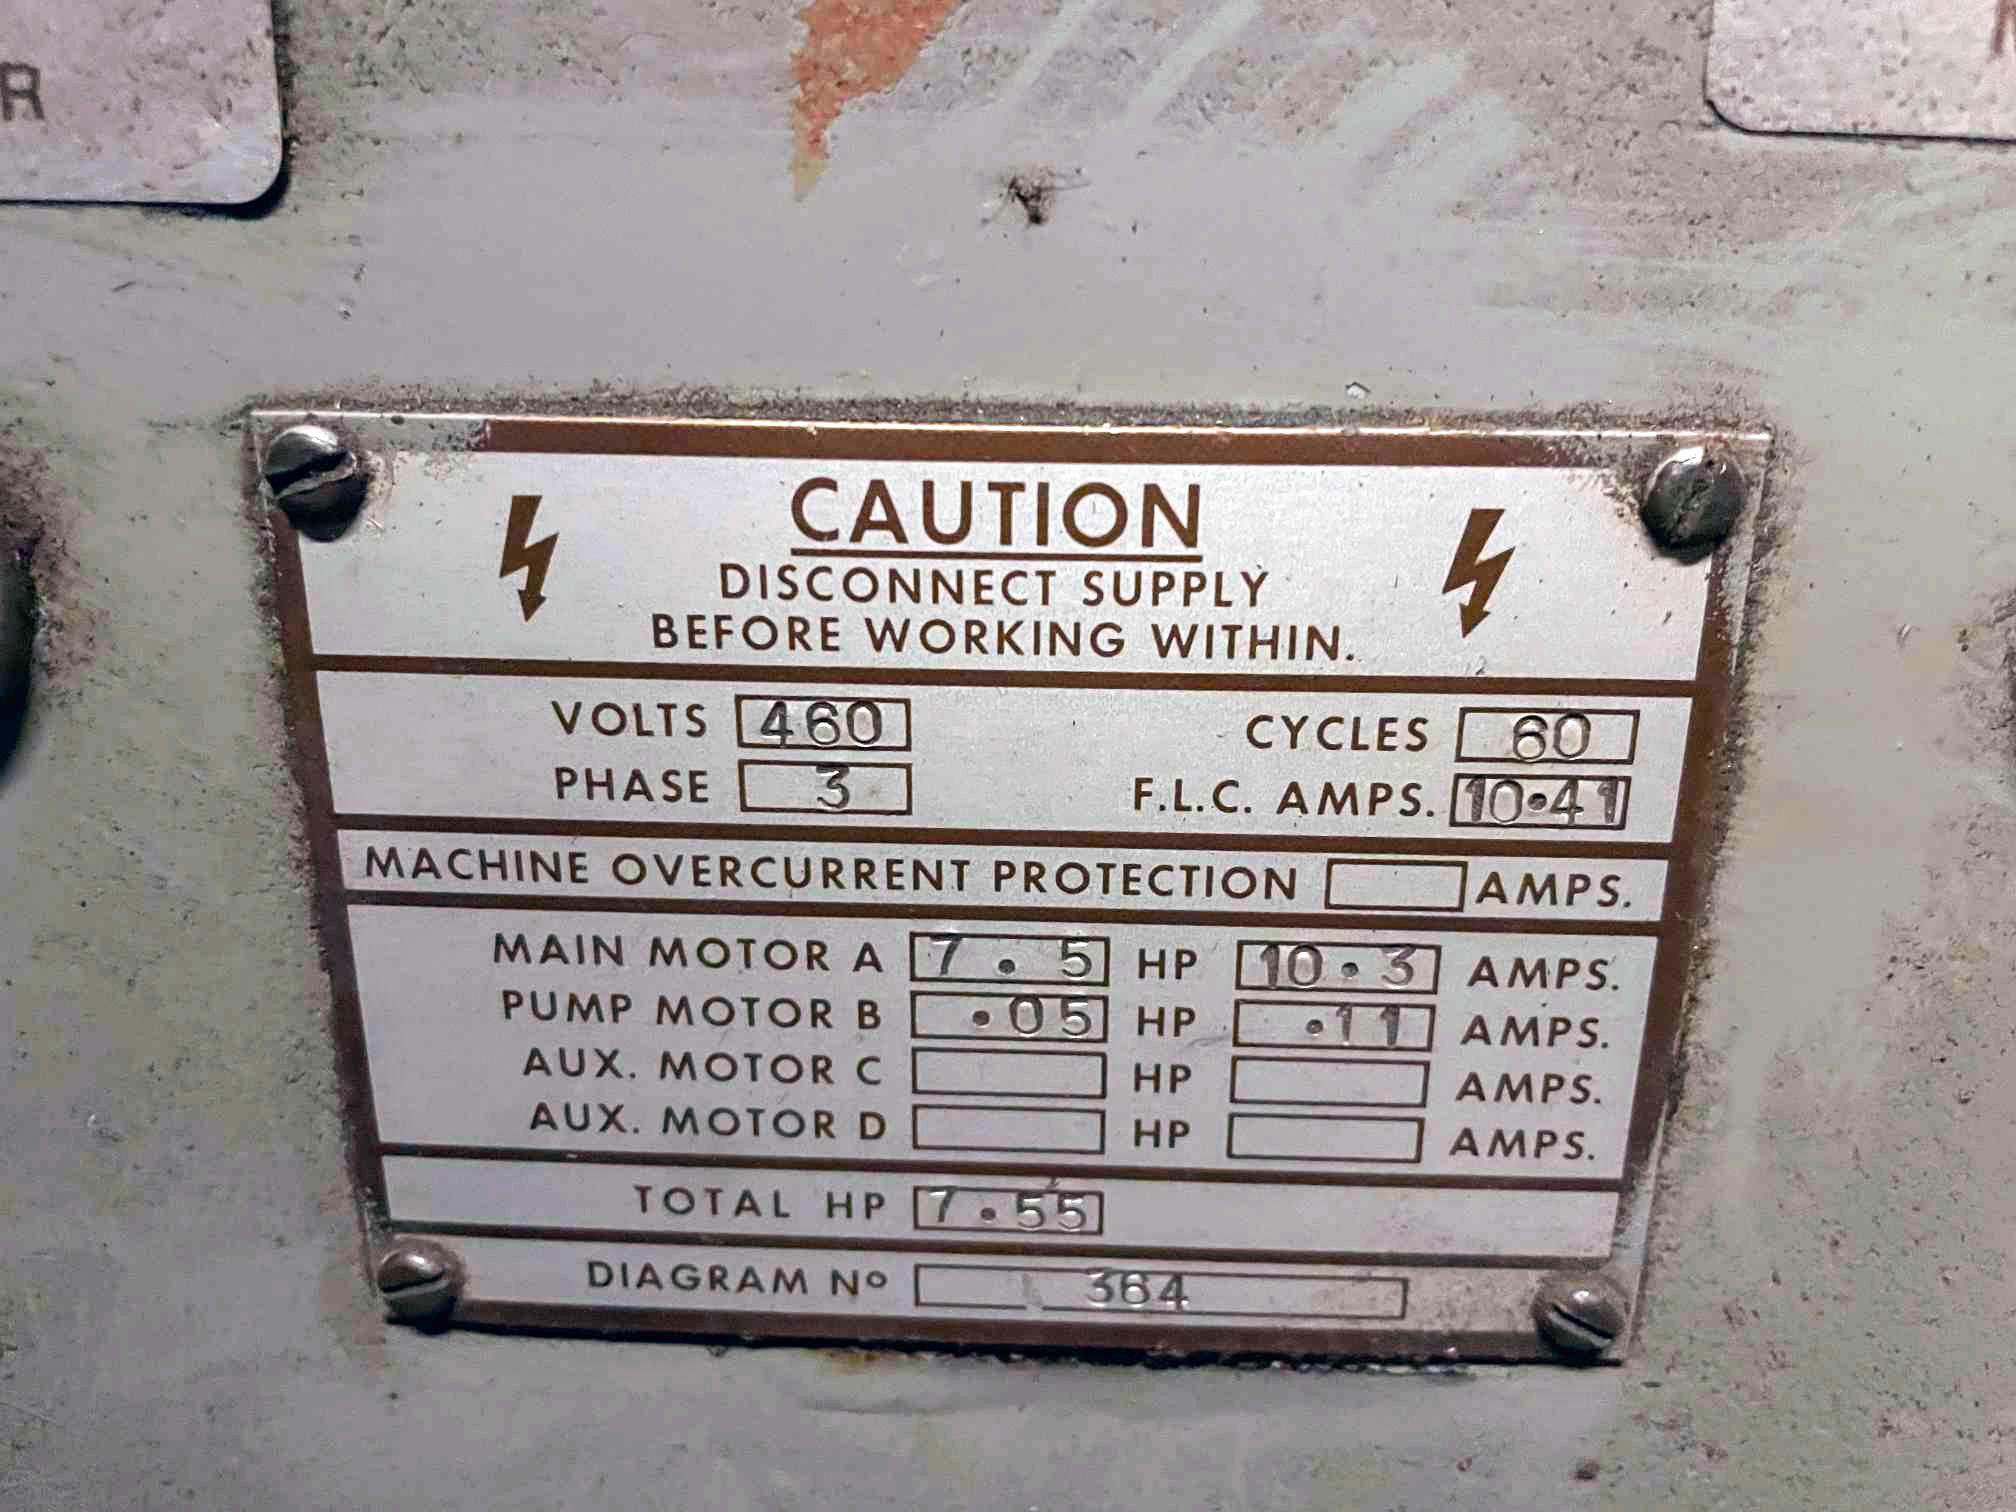 R
CAUTION
DISCONNECT SUPPLY
BEFORE WORKING WITHIN.
VOLTS 460 CYCLES 60
PHASE 3 F.L.C. AMPS. 10.41
MACHINE OVERCURRENT PROTECTION AMPS.
MAIN MOTOR A 7.5 HP 10.3 AMPS.
PUMP MOTOR B .05 HP .11 AMPS.
AUX. MOTOR C HP AMPS.
AUX. MOTOR D HP AMPS.
TOTAL HP 7.55
DIAGRAM Nº 364